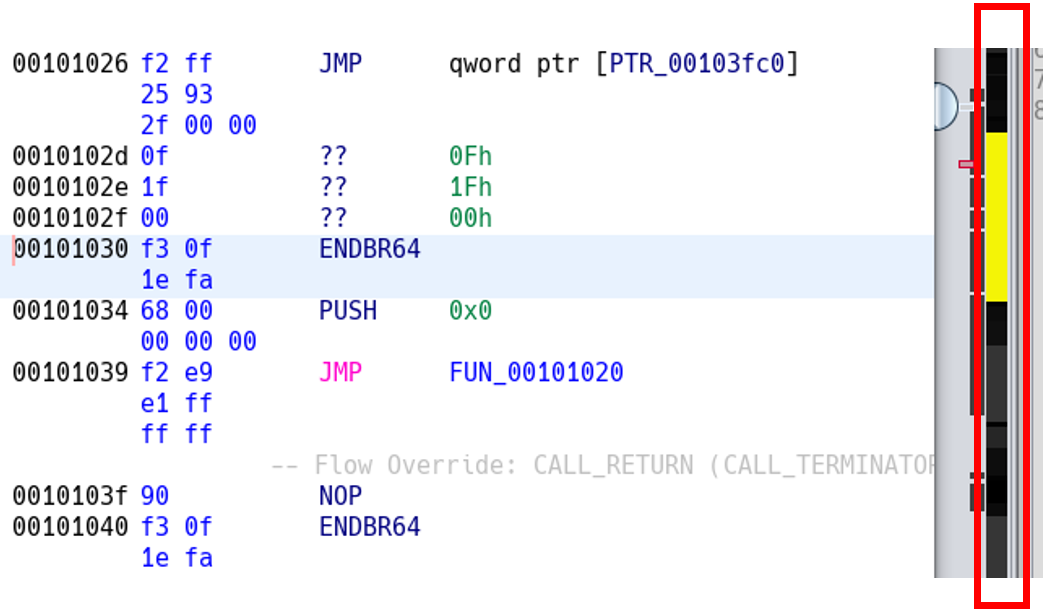 00101026 f2 ff JMP qword ptr [PTR_00103fc0]
25 93
2f 00 00
0010102d 0f ?? 0Fh
0010102e 1f ?? 1Fh
0010102f 00 ?? 00h
00101030 f3 0f ENDBR64
1e fa
00101034 68 00 PUSH 0x0
00 00 00
00101039 f2 e9 JMP FUN_00101020
e1 ff
ff ff
-- Flow Override: CALL_RETURN (CALL_TERMINATOR
0010103f 90 NOP
00101040 f3 0f ENDBR64
1e fa
7